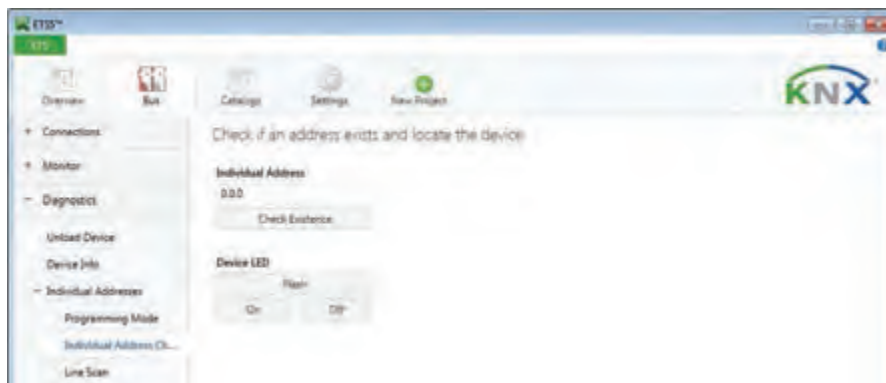 ETS5™
ETS
Overview
Bus
Catalogs
Settings
New Project
KNX
+ Connections
+ Monitor
− Diagnostics
Unload Device
Device Info
− Individual Addresses
Programming Mode
Individual Address Ch...
Line Scan
Check if an address exists and locate the device
Individual Address
0.0.0
Check Existence
Device LED
Flash
On
Off